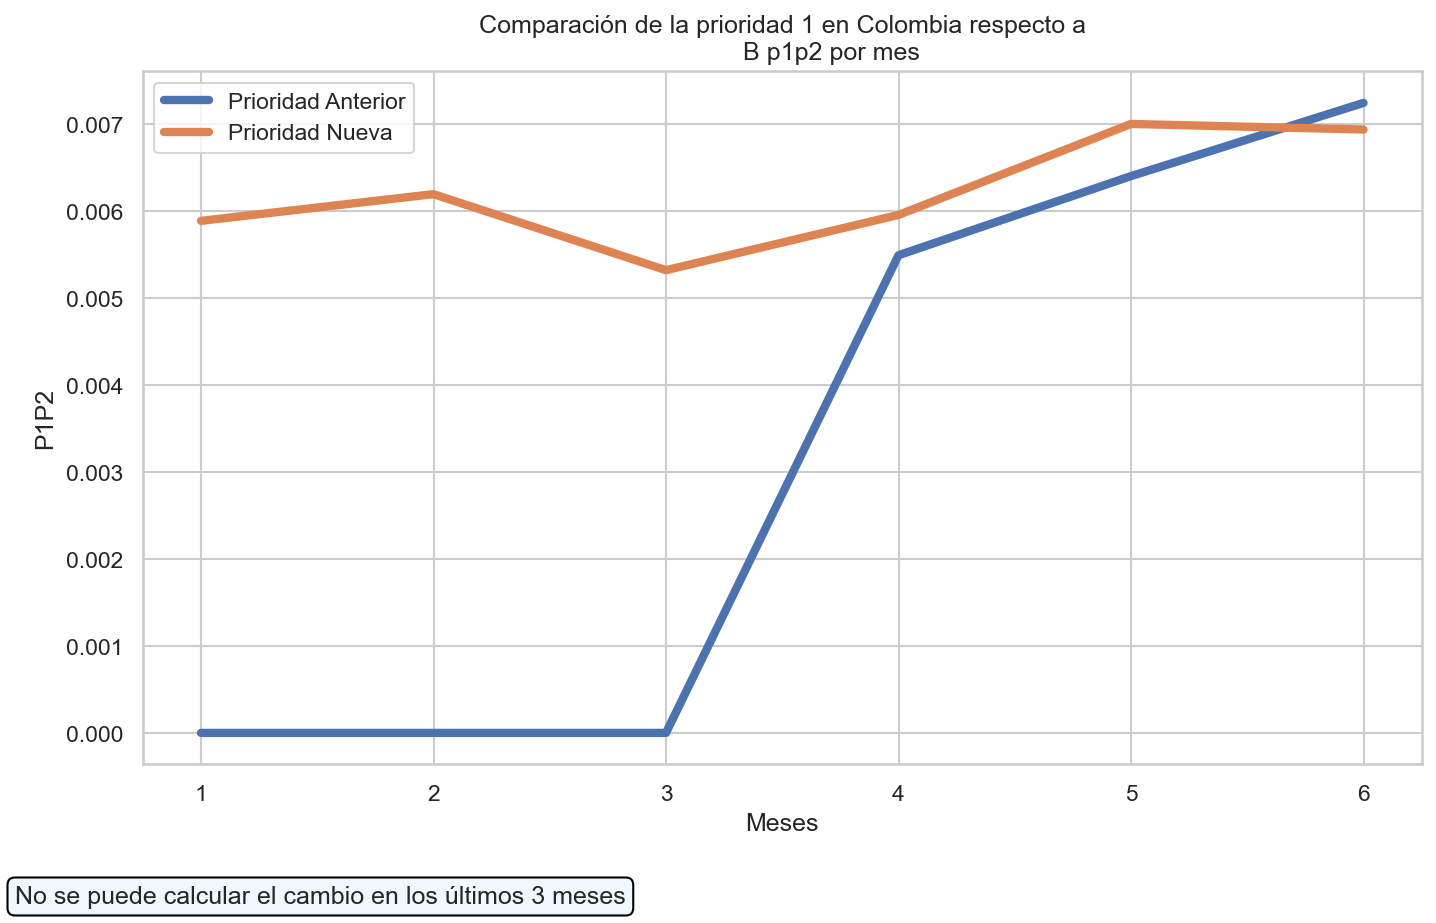 Comparación de la prioridad 1 en Colombia respecto a
B p1p2 por mes
Prioridad Anterior
Prioridad Nueva
0.007
0.006
0.005
0.004
0.003
0.002
0.001
0.000
P1P2
1 2 3 4 5 6
Meses
No se puede calcular el cambio en los últimos 3 meses